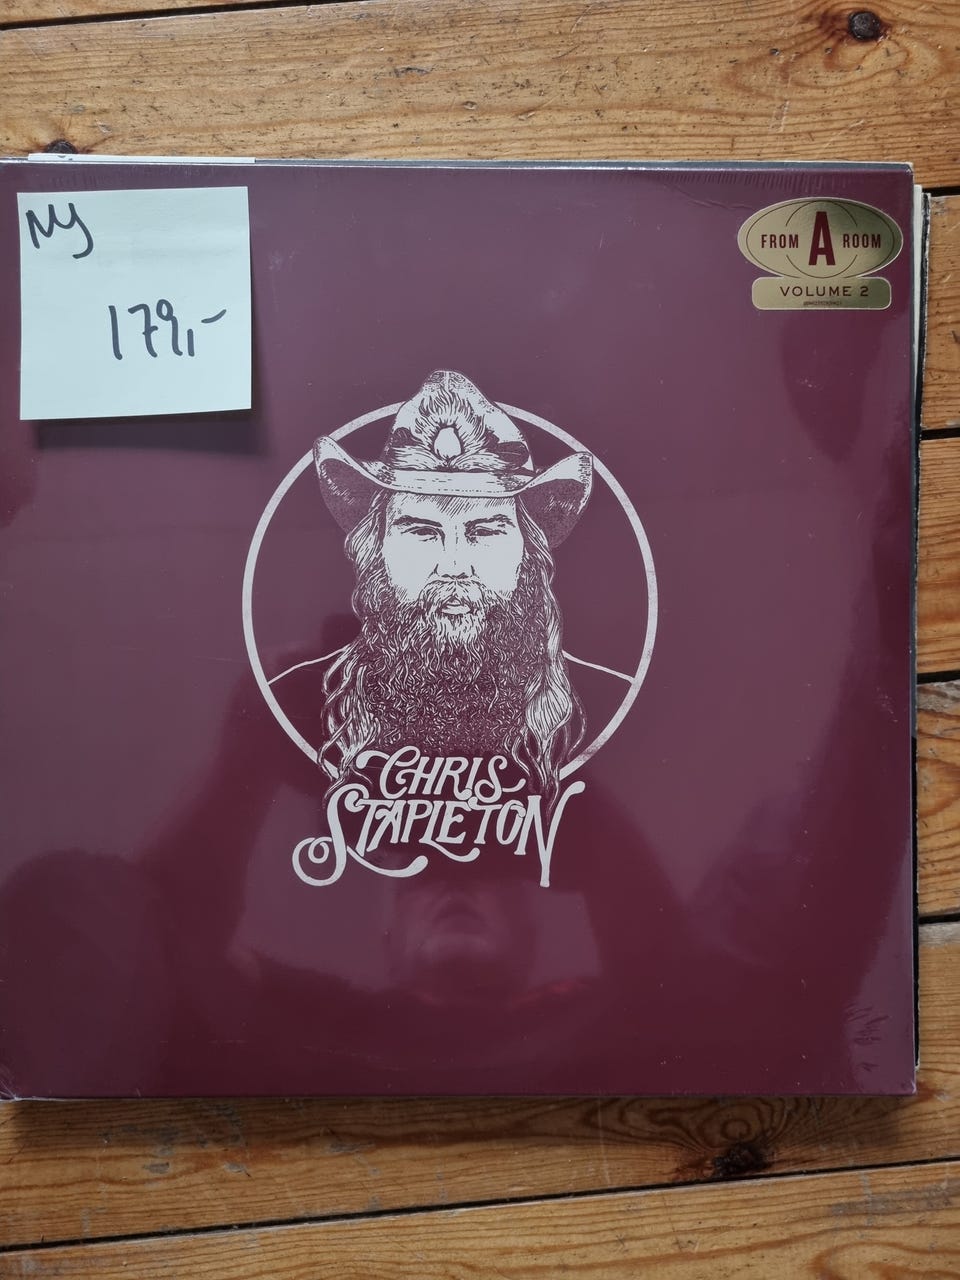 Ny
179,-
FROM A ROOM
VOLUME 2
CHRIS
STAPLETON